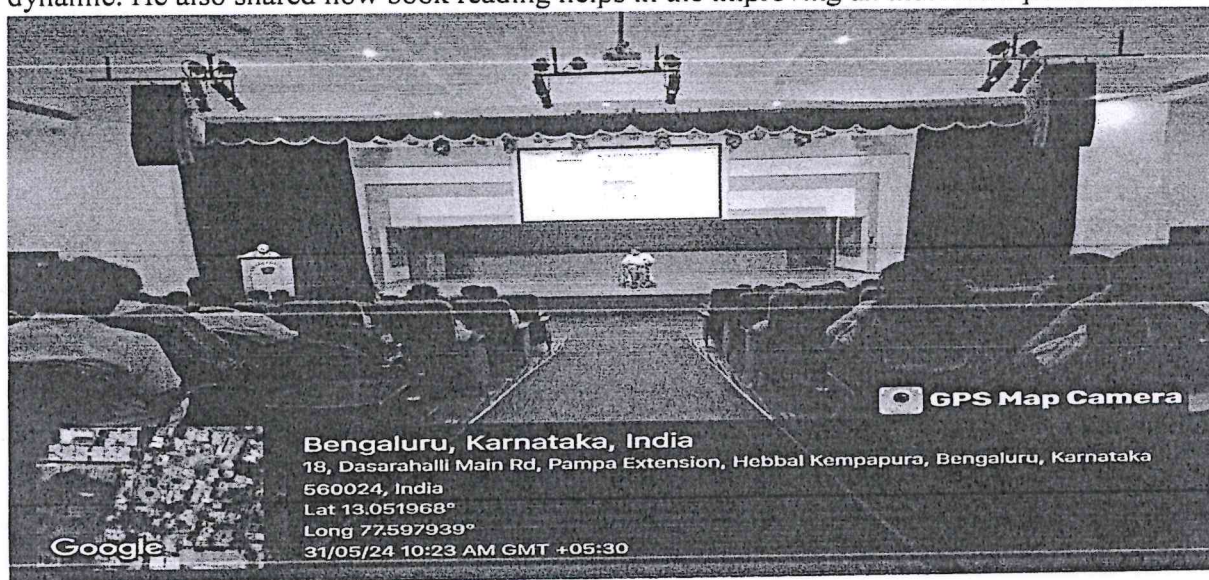 dynamic. He also shared how book reading helps in the improving an
GPS Map Camera
Bengaluru, Karnataka, India
18, Dasarahalli Main Rd, Pampa Extension, Hebbal Kempapura, Bengaluru, Karnataka
560024, India
Lat 13.051968°
Long 77.597939°
31/05/24 10:23 AM GMT +05:30
Google